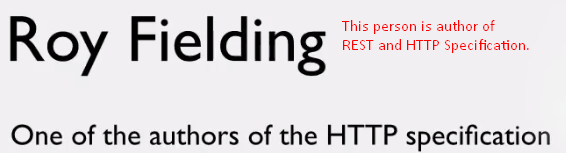 Roy Fielding
This person is author of
REST and HTTP Specification.
One of the authors of the HTTP specification